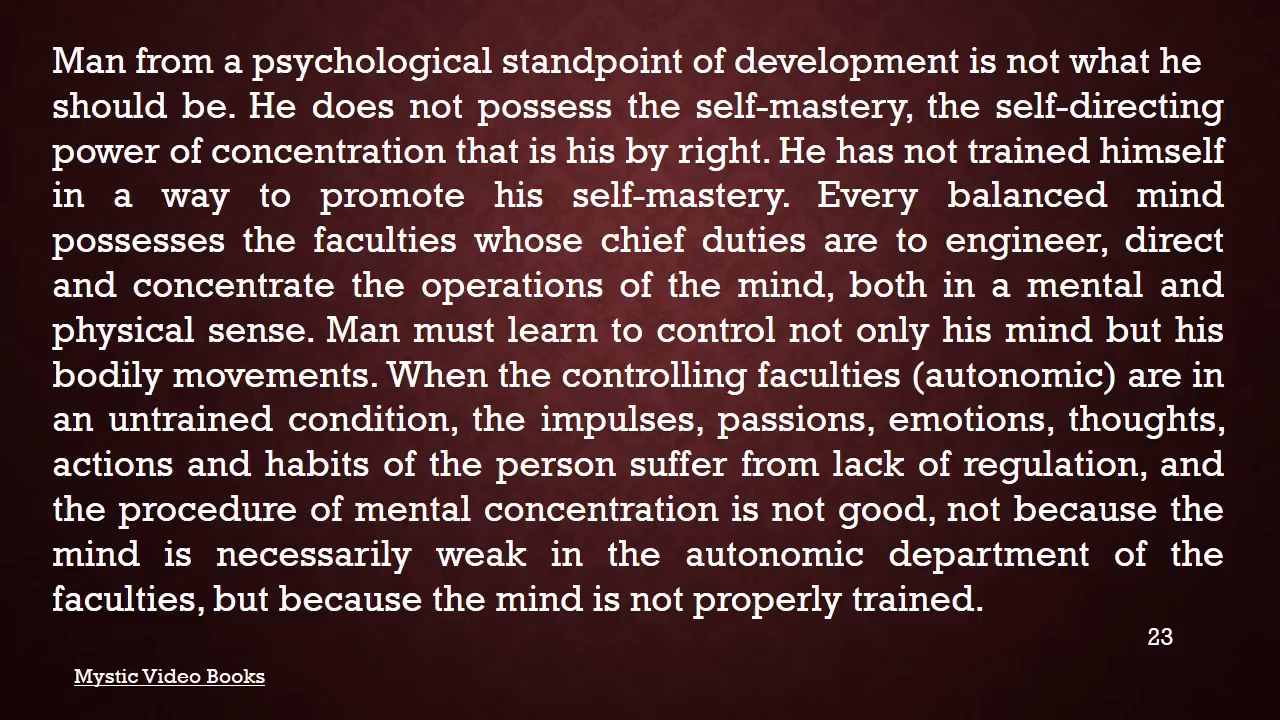 Man from a psychological standpoint of development is not what he
should be. He does not possess the self-mastery, the self-directing
power of concentration that is his by right. He has not trained himself
in a way to promote his self-mastery. Every balanced mind
possesses the faculties whose chief duties are to engineer, direct
and concentrate the operations of the mind, both in a mental and
physical sense. Man must learn to control not only his mind but his
bodily movements. When the controlling faculties (autonomic) are in
an untrained condition, the impulses, passions, emotions, thoughts,
actions and habits of the person suffer from lack of regulation, and
the procedure of mental concentration is not good, not because the
mind is necessarily weak in the autonomic department of the
faculties, but because the mind is not properly trained.
23
Mystic Video Books